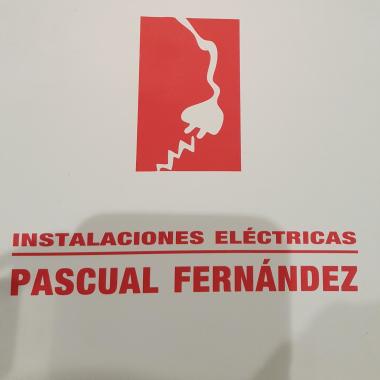 INSTALACIONES ELÉCTRICAS
PASCUAL FERNÁNDEZ